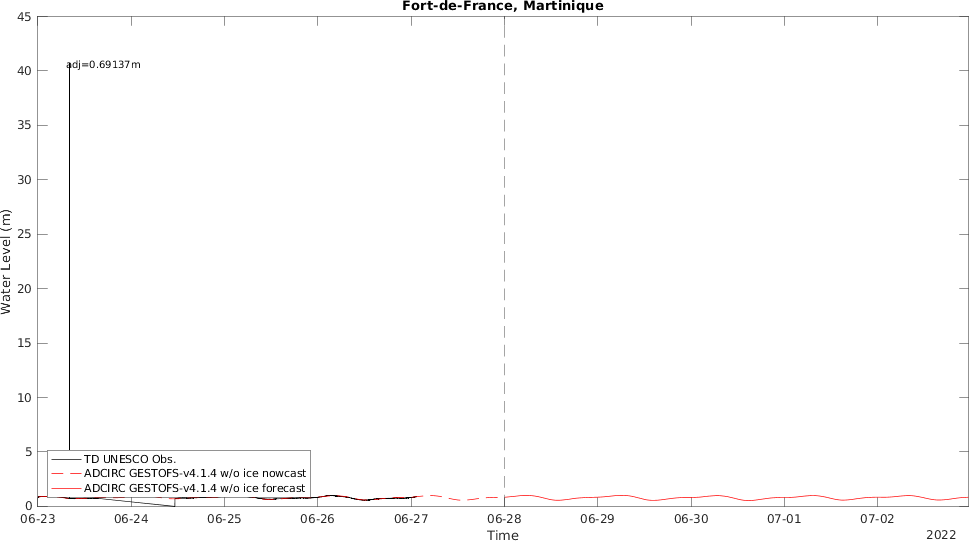 Fort-de-France, Martinique
45
40
35
30
25
20
15
10
5
0
Water Level (m)
adj=0.69137m
TD UNESCO Obs.
ADCIRC GESTOFS-v4.1.4 w/o ice nowcast
ADCIRC GESTOFS-v4.1.4 w/o ice forecast
06-23 06-24 06-25 06-26 06-27 06-28 06-29 06-30 07-01 07-02
Time
2022